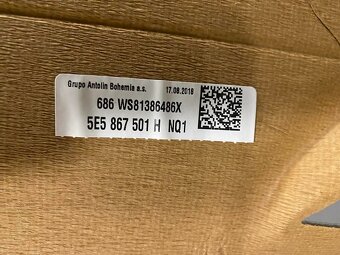 Grupo Antolin Bohemia a.s. 17.08.2018
686 WS81386486X
5E5 867 501 H NQ1